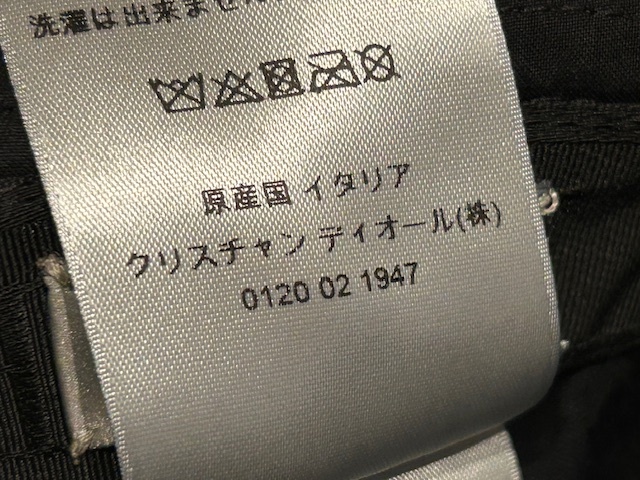 洗濯は出来ません
原産国 イタリア
クリスチャン ディオール(株)
0120 02 1947